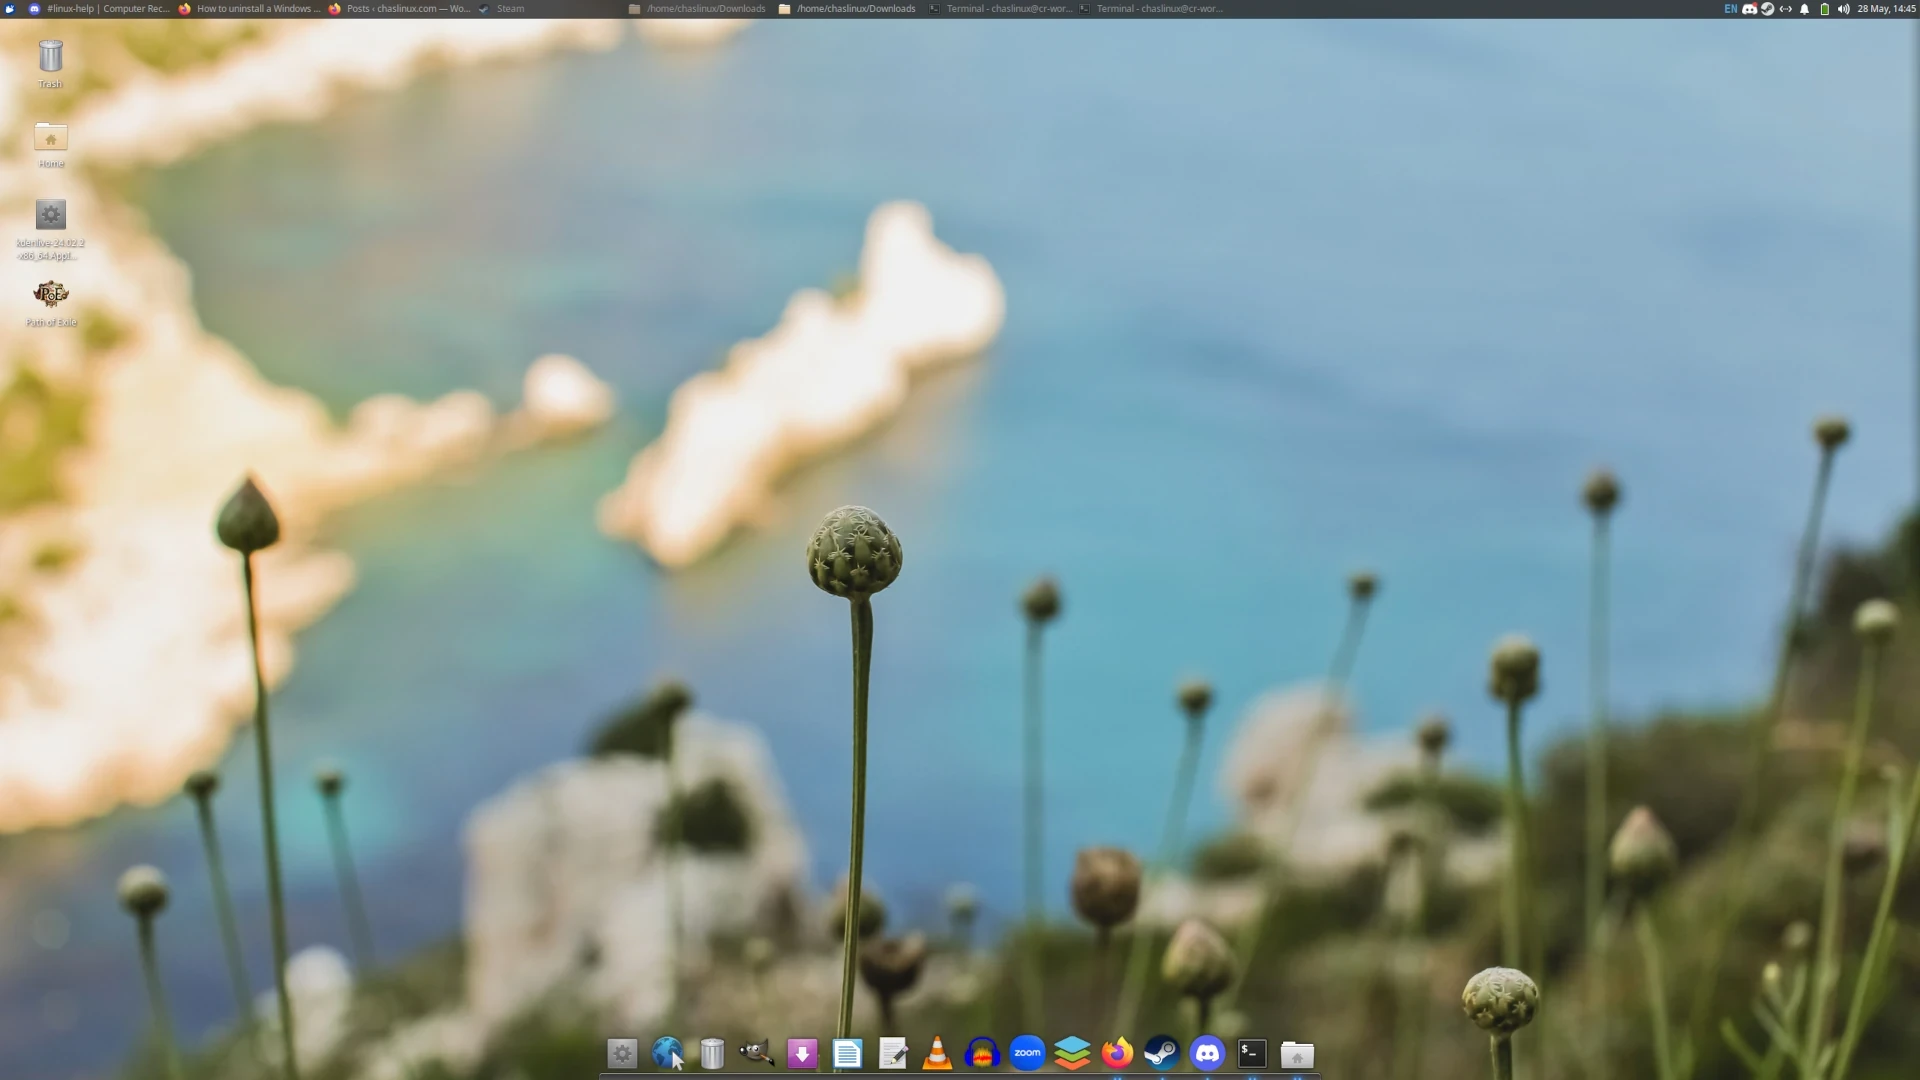 #linux-help | Computer Rec... How to uninstall a Windows ... Posts ‹ chaslinux.com — Wo... Steam /home/chaslinux/Downloads /home/chaslinux/Downloads Terminal - chaslinux@cr-wor... Terminal - chaslinux@cr-wor... EN 28 May, 14:45
Trash
Home
kdenlive-24.02.2
-x86_64.AppI...
PoE
Path of Exile
zoom
$_